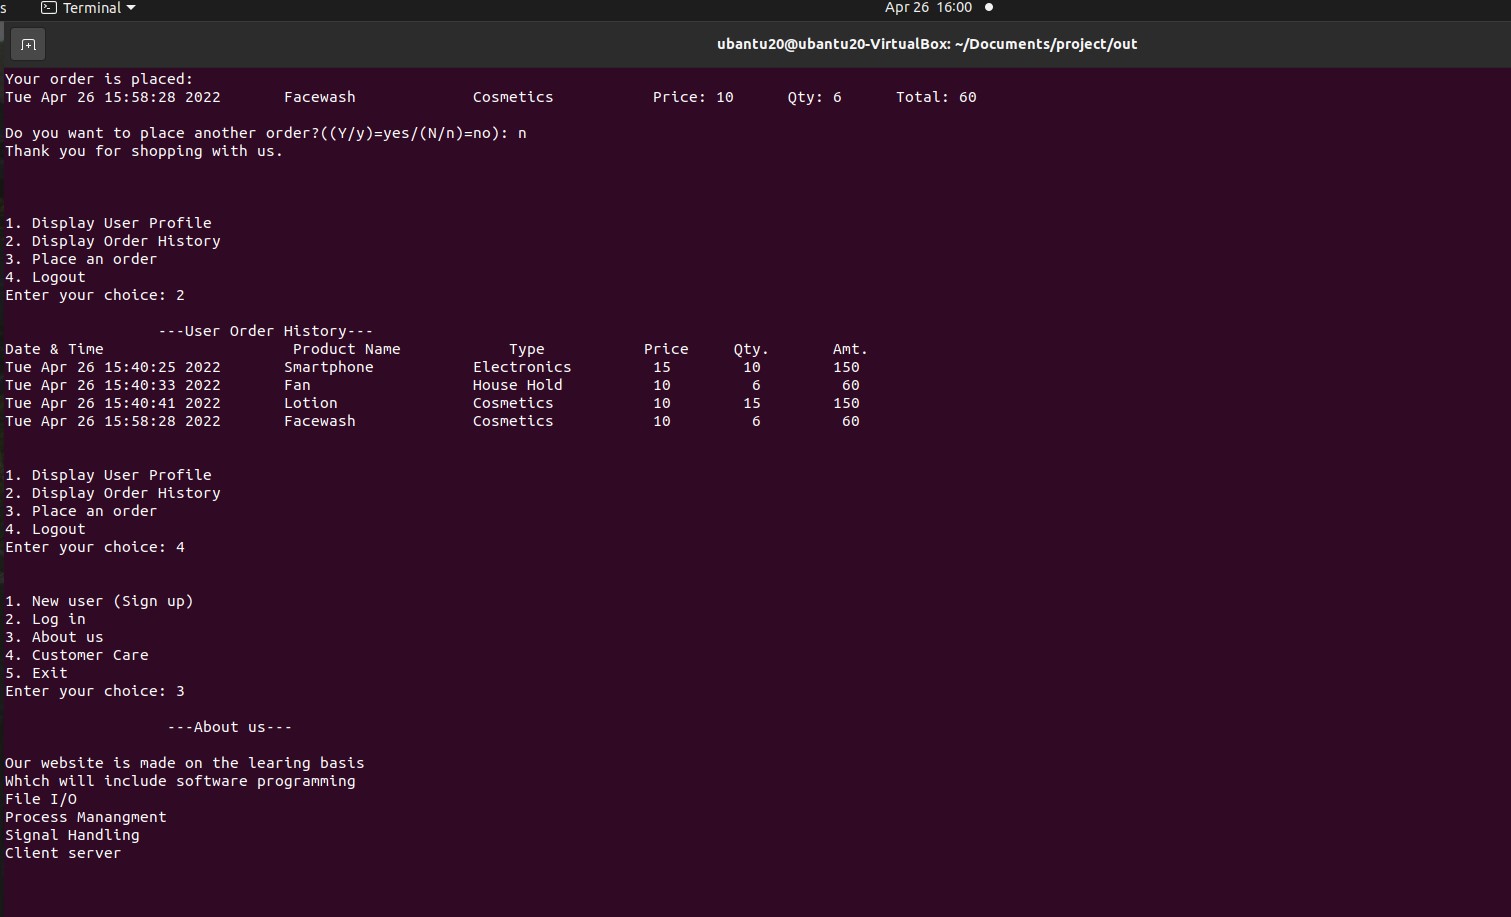 s Terminal Apr 26 16:00
ubantu20@ubantu20-VirtualBox: ~/Documents/project/out
Your order is placed:
Tue Apr 26 15:58:28 2022 Facewash Cosmetics Price: 10 Qty: 6 Total: 60
Do you want to place another order?((Y/y)=yes/(N/n)=no): n
Thank you for shopping with us.
1. Display User Profile
2. Display Order History
3. Place an order
4. Logout
Enter your choice: 2
---User Order History---
Date & Time Product Name Type Price Qty. Amt.
Tue Apr 26 15:40:25 2022 Smartphone Electronics 15 10 150
Tue Apr 26 15:40:33 2022 Fan House Hold 10 6 60
Tue Apr 26 15:40:41 2022 Lotion Cosmetics 10 15 150
Tue Apr 26 15:58:28 2022 Facewash Cosmetics 10 6 60
1. Display User Profile
2. Display Order History
3. Place an order
4. Logout
Enter your choice: 4
1. New user (Sign up)
2. Log in
3. About us
4. Customer Care
5. Exit
Enter your choice: 3
---About us---
Our website is made on the learing basis
Which will include software programming
File I/O
Process Manangment
Signal Handling
Client server